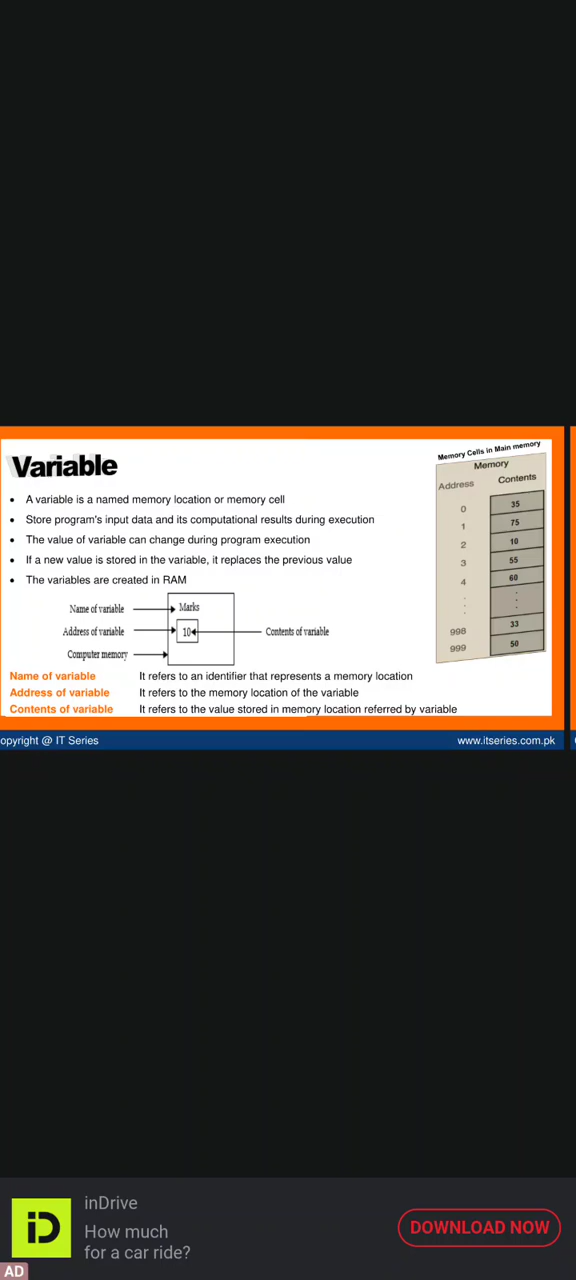 Variable
• A variable is a named memory location or memory cell
• Store program's input data and its computational results during execution
• The value of variable can change during program execution
• If a new value is stored in the variable, it replaces the previous value
• The variables are created in RAM
Name of variable Marks
Address of variable 10 Contents of variable
Computer memory
Memory Cells in Main memory
Memory
Address Contents
0 35
1 75
2 10
3 55
4 60
. .
. .
. .
998 33
999 50
Name of variable It refers to an identifier that represents a memory location
Address of variable It refers to the memory location of the variable
Contents of variable It refers to the value stored in memory location referred by variable
opyright @ IT Series www.itseries.com.pk
iD
inDrive
How much
for a car ride?
DOWNLOAD NOW
AD